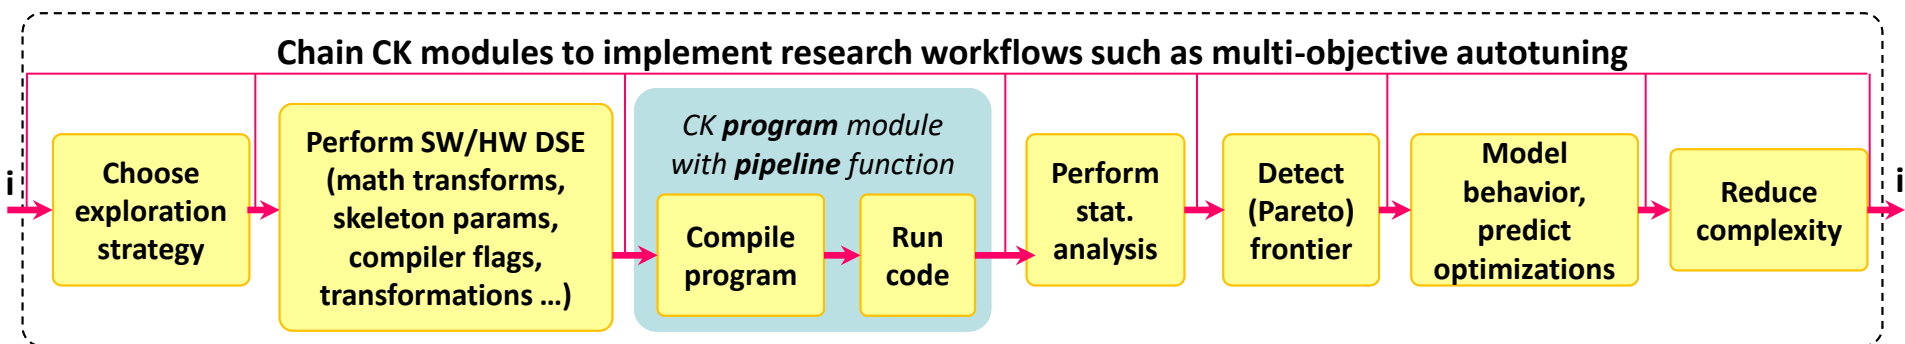 Chain CK modules to implement research workflows such as multi-objective autotuning
i
Choose
exploration
strategy
Perform SW/HW DSE
(math transforms,
skeleton params,
compiler flags,
transformations ...)
CK program module
with pipeline function
Compile
program
Run
code
Perform
stat.
analysis
Detect
(Pareto)
frontier
Model
behavior,
predict
optimizations
Reduce
complexity
i